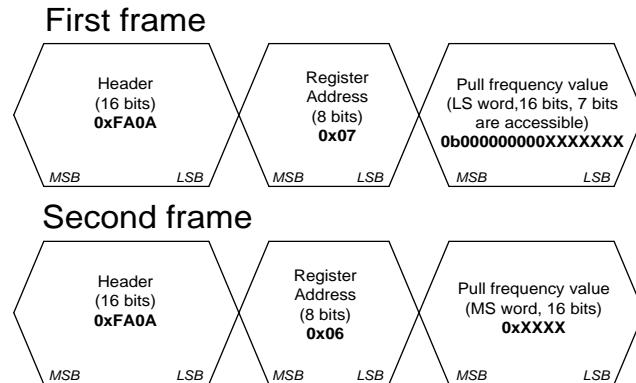 First frame
Header
(16 bits)
0xFA0A
MSB LSB
Register
Address
(8 bits)
0x07
MSB LSB
Pull frequency value
(LS word,16 bits, 7 bits
are accessible)
0b000000000XXXXXXX
MSB LSB
Second frame
Header
(16 bits)
0xFA0A
MSB LSB
Register
Address
(8 bits)
0x06
MSB LSB
Pull frequency value
(MS word, 16 bits)
0xXXXX
MSB LSB